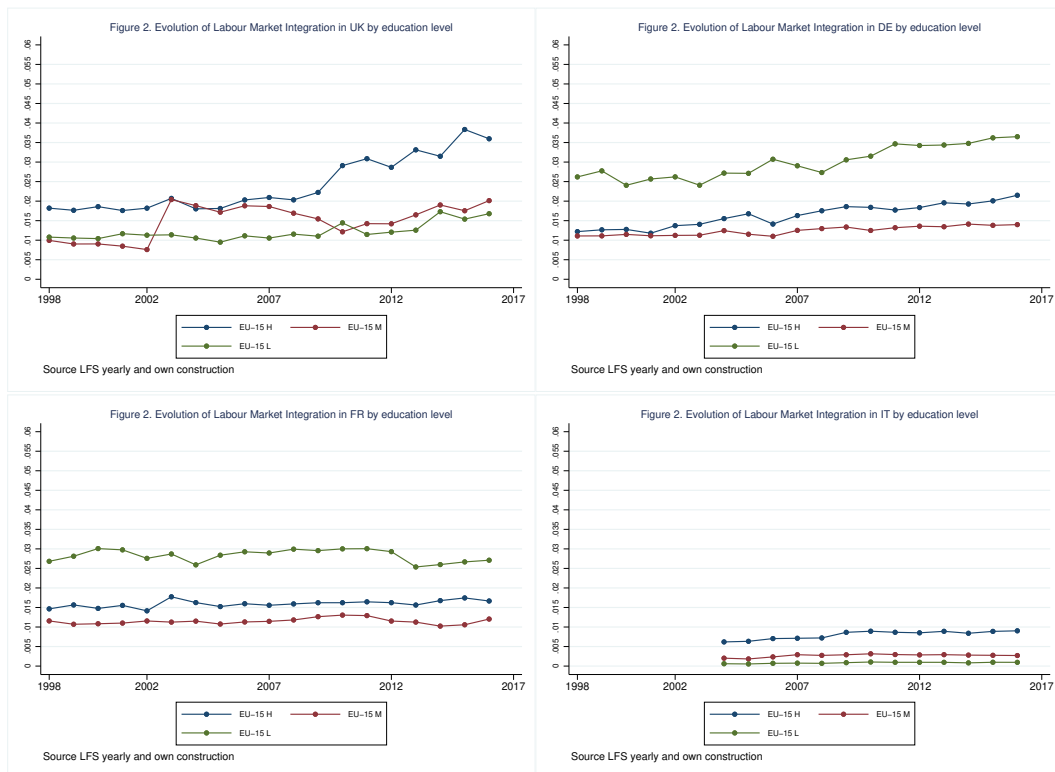 Figure 2. Evolution of Labour Market Integration in UK by education level
.06
.055
.05
.045
.04
.035
.03
.025
.02
.015
.01
.005
0
1998 2002 2007 2012 2017
EU−15 H EU−15 M
EU−15 L
Source LFS yearly and own construction
Figure 2. Evolution of Labour Market Integration in DE by education level
.06
.055
.05
.045
.04
.035
.03
.025
.02
.015
.01
.005
0
1998 2002 2007 2012 2017
EU−15 H EU−15 M
EU−15 L
Source LFS yearly and own construction
Figure 2. Evolution of Labour Market Integration in FR by education level
.06
.055
.05
.045
.04
.035
.03
.025
.02
.015
.01
.005
0
1998 2002 2007 2012 2017
EU−15 H EU−15 M
EU−15 L
Source LFS yearly and own construction
Figure 2. Evolution of Labour Market Integration in IT by education level
.06
.055
.05
.045
.04
.035
.03
.025
.02
.015
.01
.005
0
1998 2002 2007 2012 2017
EU−15 H EU−15 M
EU−15 L
Source LFS yearly and own construction